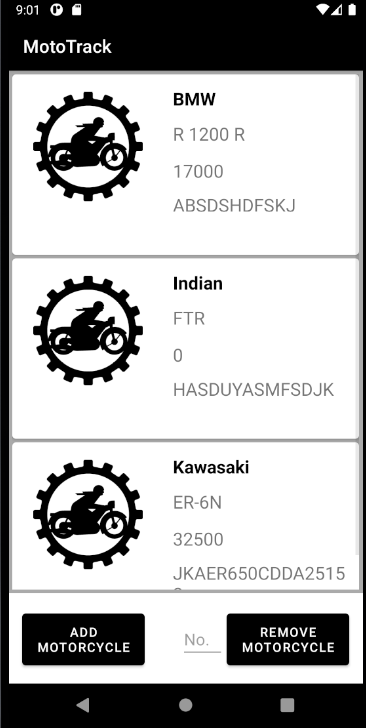 9:01
MotoTrack
BMW
R 1200 R
17000
ABSDSHDFSKJ
Indian
FTR
0
HASDUYASMFSDJK
Kawasaki
ER-6N
32500
JKAER650CDDA2515
ADD
MOTORCYCLE
No.
REMOVE
MOTORCYCLE